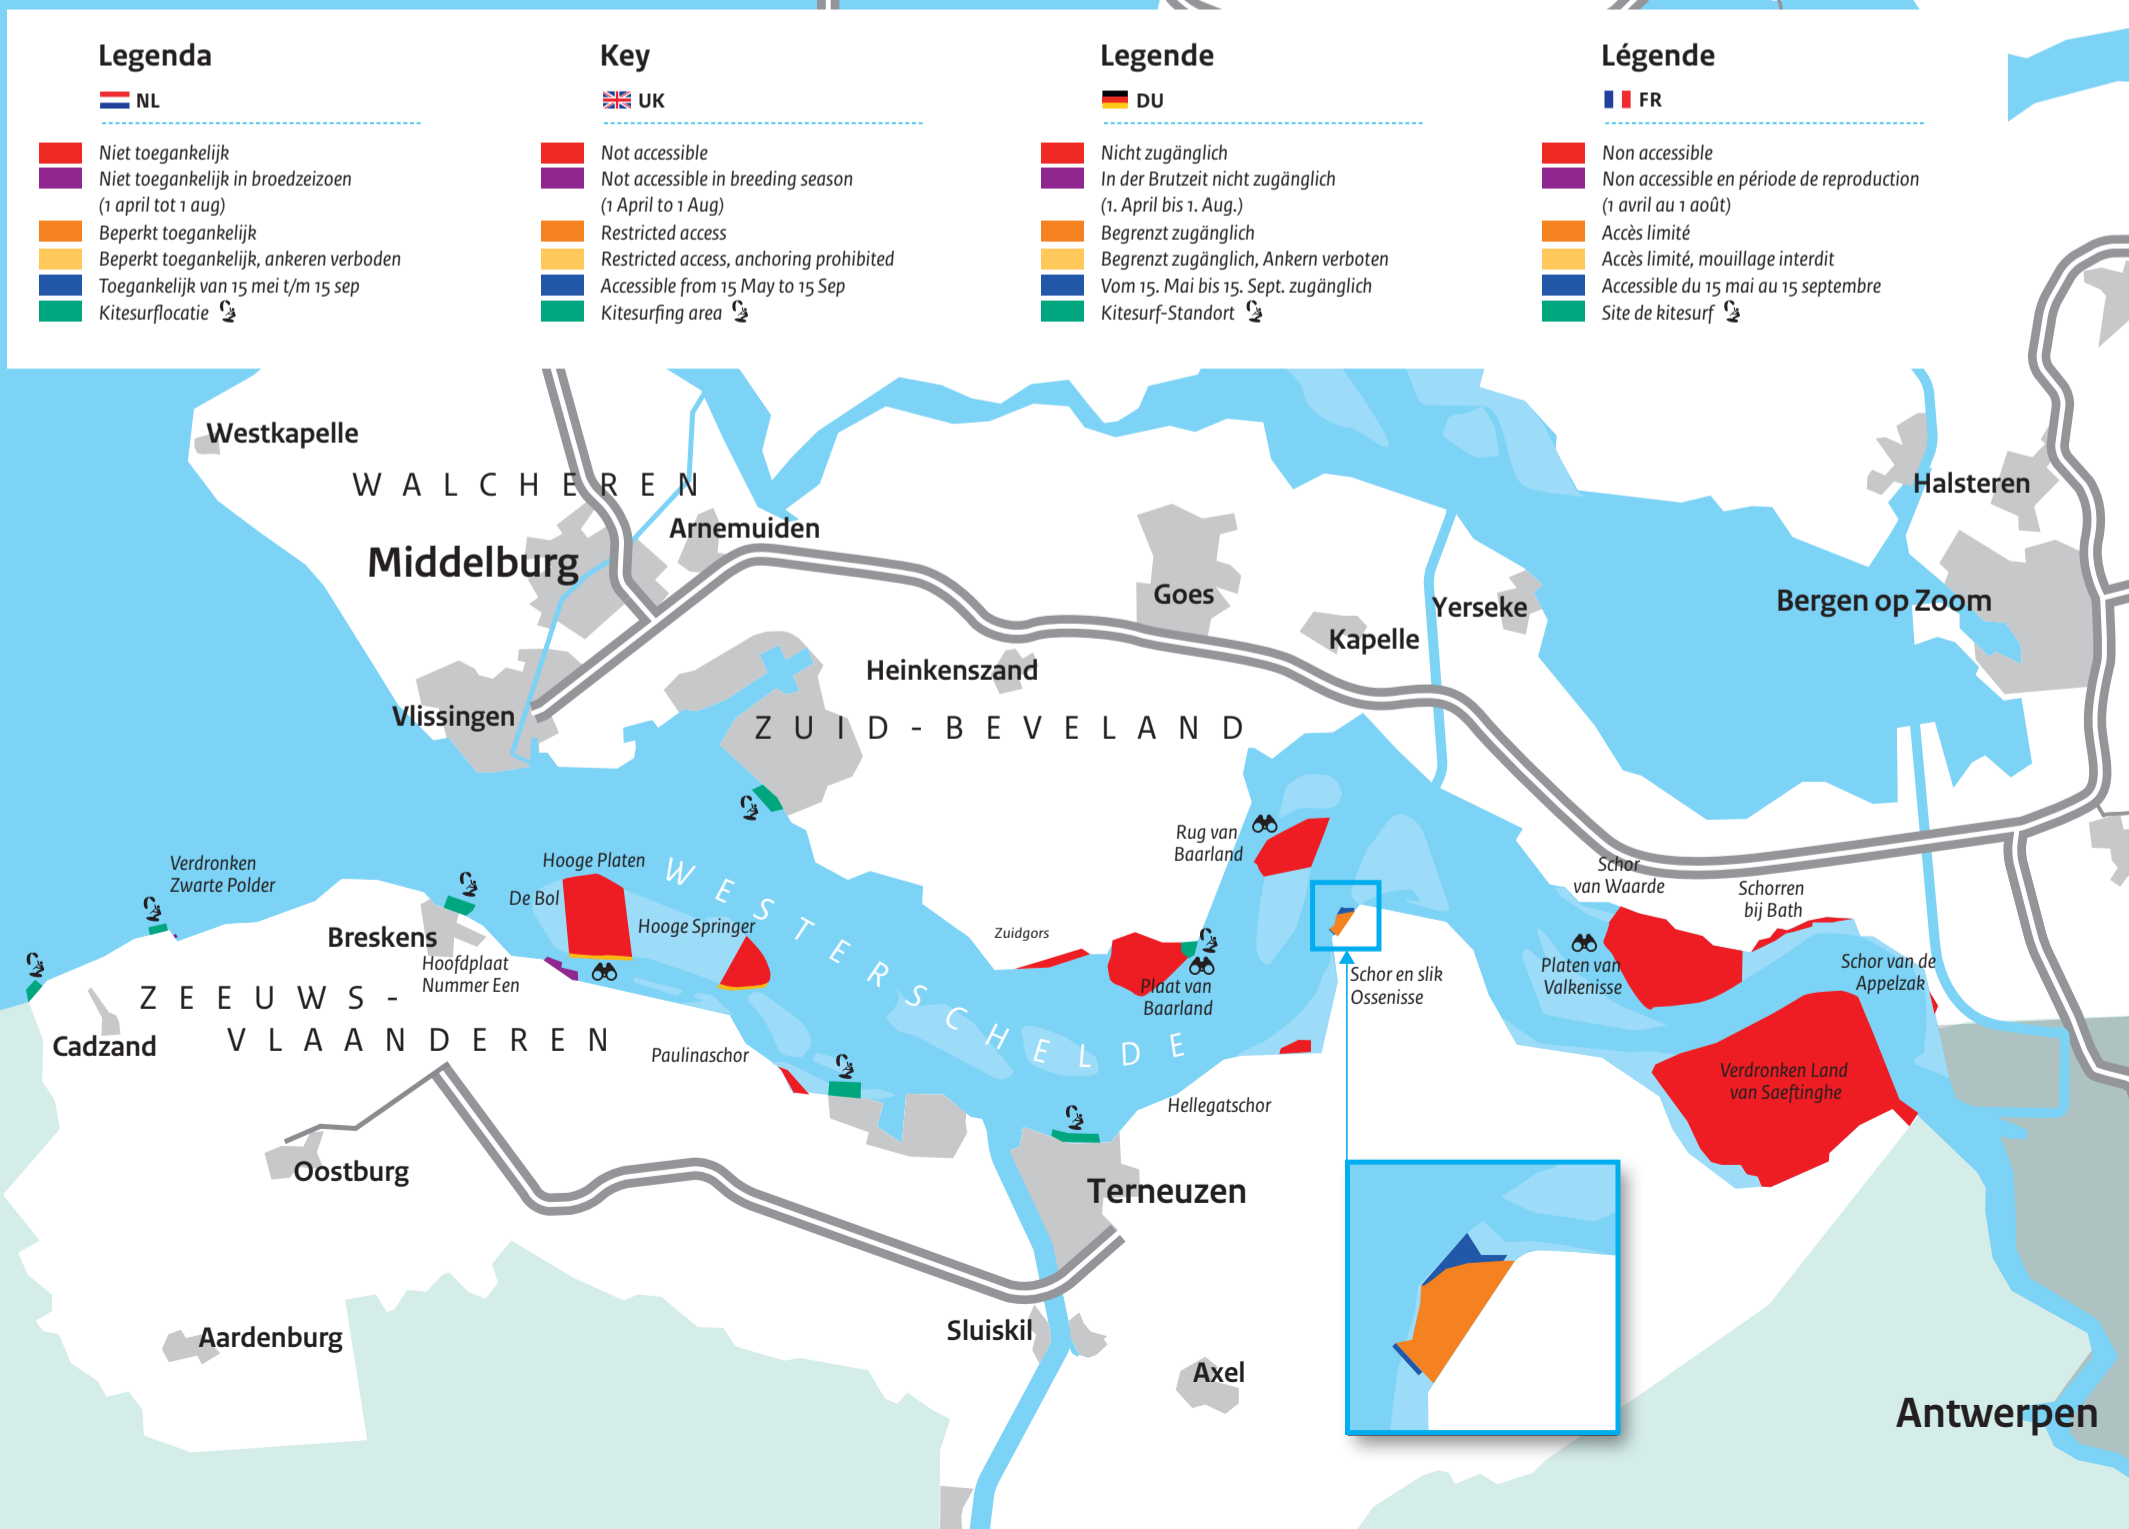 Legenda
NL
Niet toegankelijk
Niet toegankelijk in broedzeizoen
(1 april tot 1 aug)
Beperkt toegankelijk
Beperkt toegankelijk, ankeren verboden
Toegankelijk van 15 mei t/m 15 sep
Kitesurflocatie
Key
UK
Not accessible
Not accessible in breeding season
(1 April to 1 Aug)
Restricted access
Restricted access, anchoring prohibited
Accessible from 15 May to 15 Sep
Kitesurfing area
Legende
DU
Nicht zugänglich
In der Brutzeit nicht zugänglich
(1. April bis 1. Aug.)
Begrenzt zugänglich
Begrenzt zugänglich, Ankern verboten
Vom 15. Mai bis 15. Sept. zugänglich
Kitesurf-Standort
Légende
FR
Non accessible
Non accessible en période de reproduction
(1 avril au 1 août)
Accès limité
Accès limité, mouillage interdit
Accessible du 15 mai au 15 septembre
Site de kitesurf
Westkapelle
WALCHEREN
Arnemuiden
Middelburg
Vlissingen
Goes
Kapelle
Yerseke
Heinkenszand
ZUID-BEVELAND
Halsteren
Bergen op Zoom
Verdronken
Zwarte Polder
Hooge Platen
De Bol
Hooge Springer
WESTERSCHELDE
Breskens
Hoofdplaat
Nummer Een
Zuidgors
Rug van
Baarland
Plaat van
Baarland
Schor en slik
Ossenisse
Schor
van Waarde
Schorren
bij Bath
Platen van
Valkenisse
Schor van de
Appelzak
Verdronken Land
van Saeftinghe
ZEEUWS-
VLAANDEREN
Cadzand
Paulinaschor
Hellegatschor
Oostburg
Terneuzen
Aardenburg
Sluiskil
Axel
Antwerpen